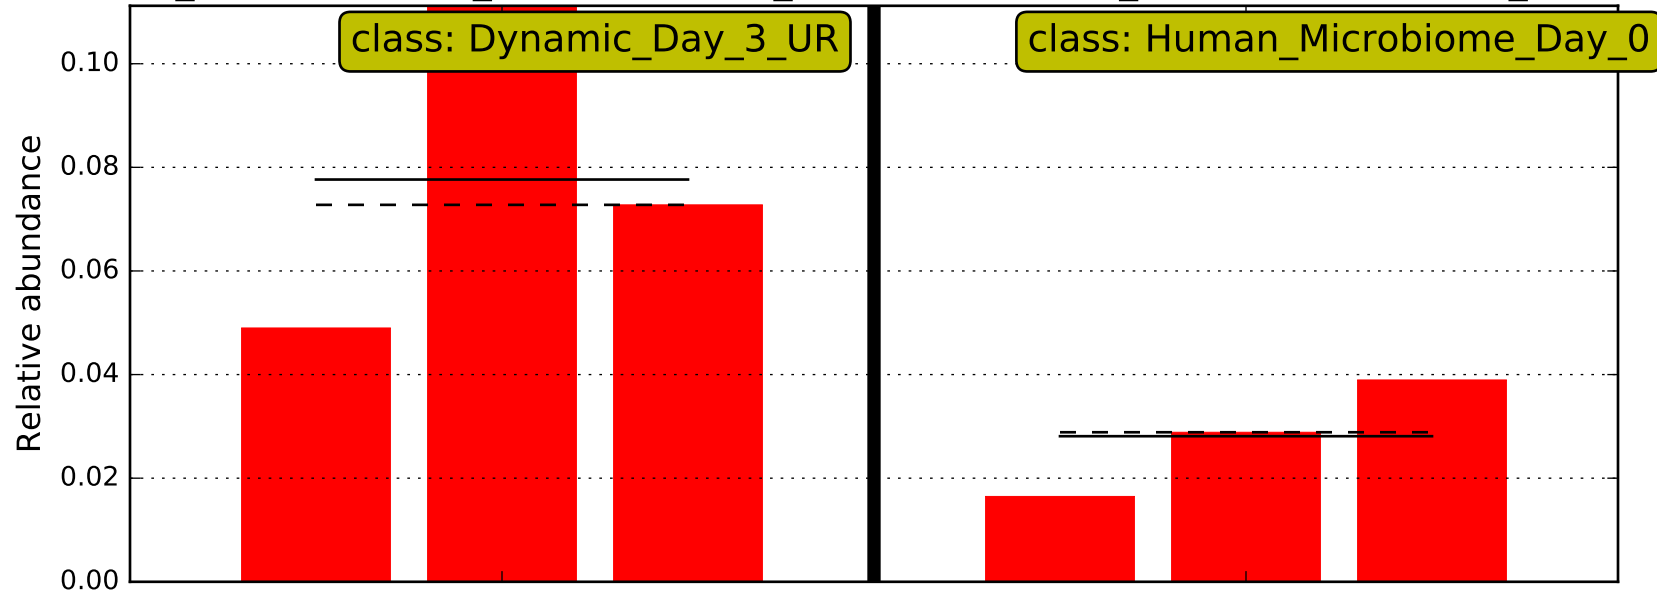 class: Dynamic_Day_3_UR
class: Human_Microbiome_Day_0
Relative abundance
0.10
0.08
0.06
0.04
0.02
0.00